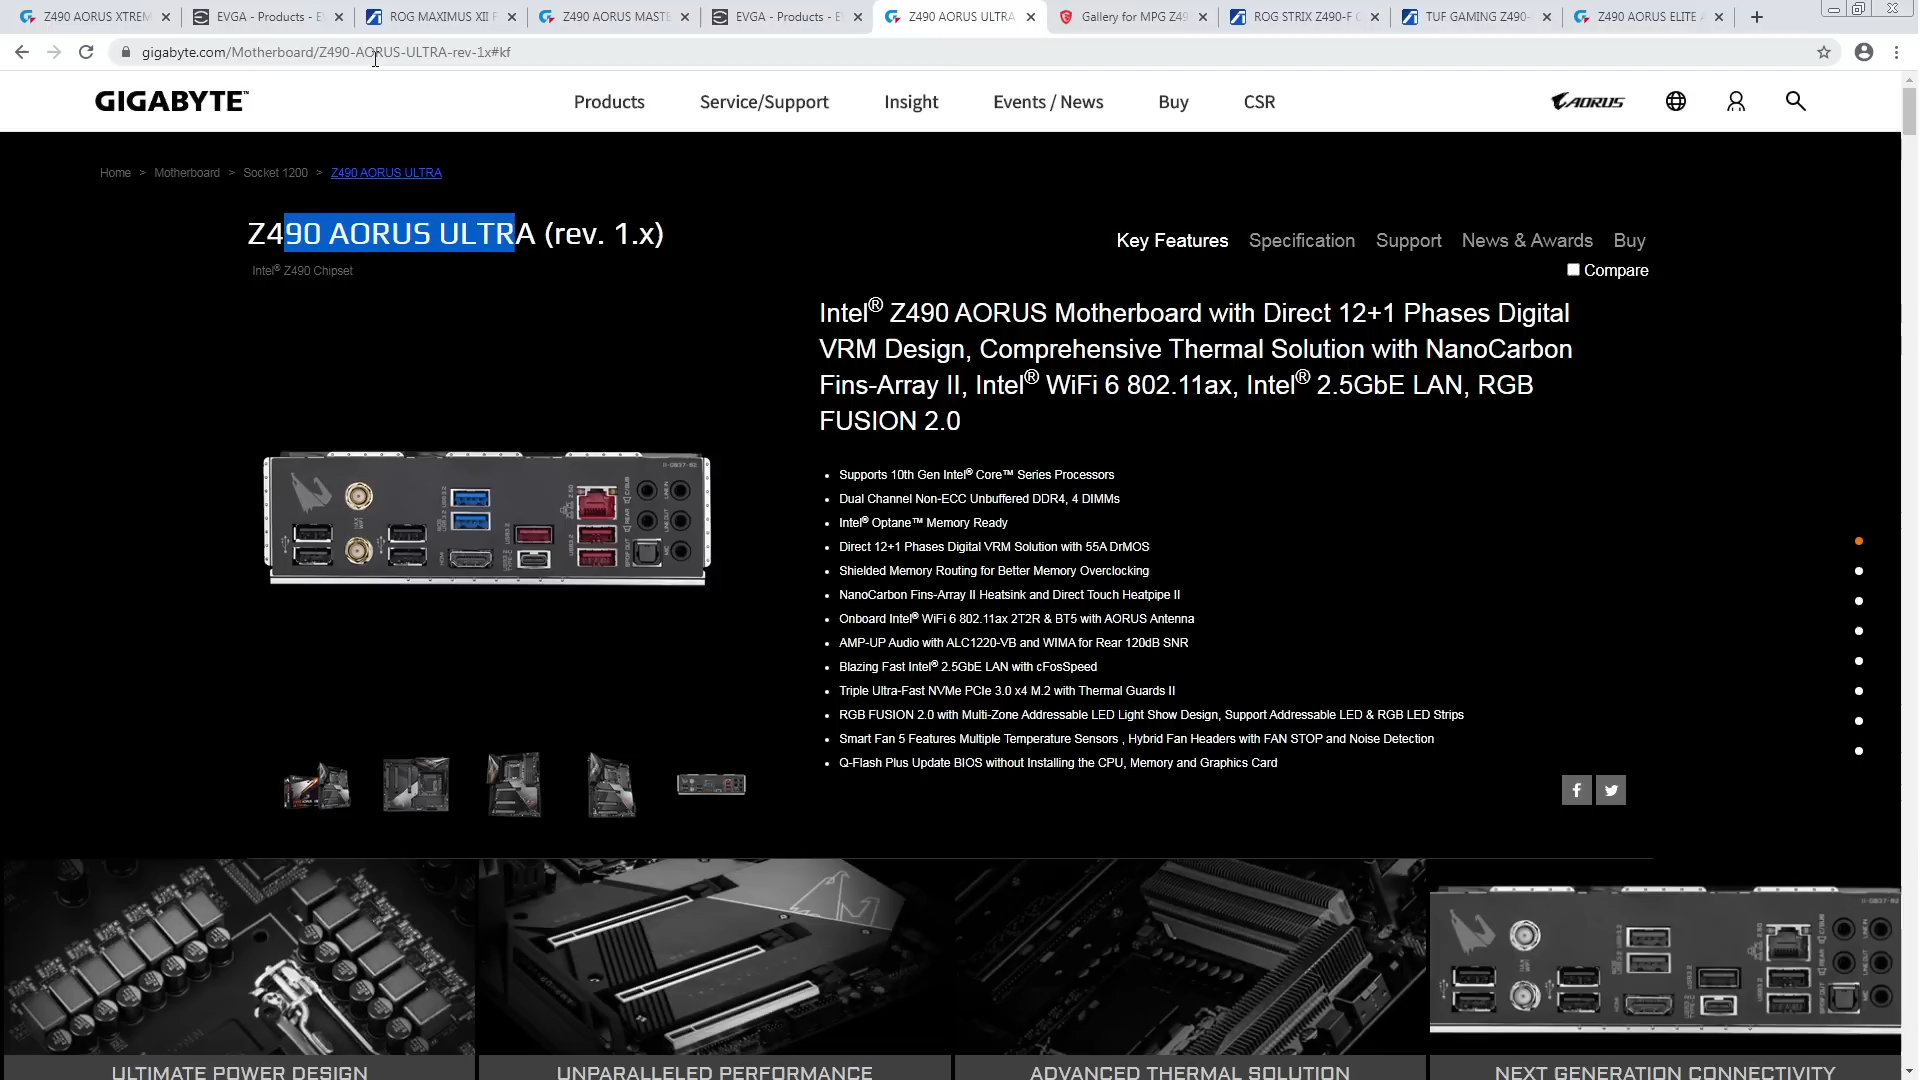 Z490 AORUS XTREM
EVGA - Products - EV
ROG MAXIMUS XII F
Z490 AORUS MASTE
EVGA - Products - EV
Z490 AORUS ULTRA
Gallery for MPG Z49
ROG STRIX Z490-F G
TUF GAMING Z490-
Z490 AORUS ELITE A
gigabyte.com/Motherboard/Z490-AORUS-ULTRA-rev-1x#kf
GIGABYTE™
Products
Service/Support
Insight
Events / News
Buy
CSR
AORUS
Home > Motherboard > Socket 1200 > Z490 AORUS ULTRA
Z490 AORUS ULTRA (rev. 1.x)
Intel® Z490 Chipset
Key Features
Specification
Support
News & Awards
Buy
Compare
Intel® Z490 AORUS Motherboard with Direct 12+1 Phases Digital
VRM Design, Comprehensive Thermal Solution with NanoCarbon
Fins-Array II, Intel® WiFi 6 802.11ax, Intel® 2.5GbE LAN, RGB
FUSION 2.0
• Supports 10th Gen Intel® Core™ Series Processors
• Dual Channel Non-ECC Unbuffered DDR4, 4 DIMMs
• Intel® Optane™ Memory Ready
• Direct 12+1 Phases Digital VRM Solution with 55A DrMOS
• Shielded Memory Routing for Better Memory Overclocking
• NanoCarbon Fins-Array II Heatsink and Direct Touch Heatpipe II
• Onboard Intel® WiFi 6 802.11ax 2T2R & BT5 with AORUS Antenna
• AMP-UP Audio with ALC1220-VB and WIMA for Rear 120dB SNR
• Blazing Fast Intel® 2.5GbE LAN with cFosSpeed
• Triple Ultra-Fast NVMe PCIe 3.0 x4 M.2 with Thermal Guards II
• RGB FUSION 2.0 with Multi-Zone Addressable LED Light Show Design, Support Addressable LED & RGB LED Strips
• Smart Fan 5 Features Multiple Temperature Sensors , Hybrid Fan Headers with FAN STOP and Noise Detection
• Q-Flash Plus Update BIOS without Installing the CPU, Memory and Graphics Card
ULTIMATE POWER DESIGN
UNPARALLELED PERFORMANCE
ADVANCED THERMAL SOLUTION
NEXT GENERATION CONNECTIVITY